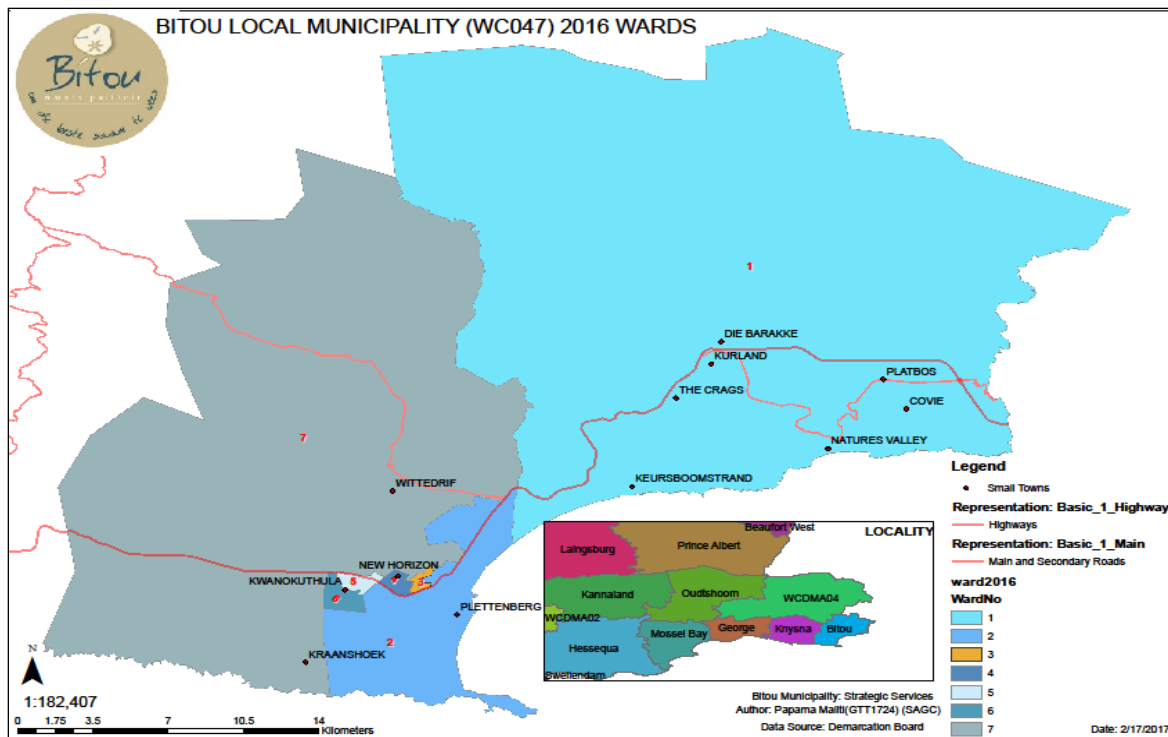 BITOU LOCAL MUNICIPALITY (WC047) 2016 WARDS
Bitou
munisipaliteit
1
DIE BARAKKE
KURLAND
PLATBOS
THE CRAGS
COVIE
7
NATURES VALLEY
WITTEDRIF
KEURSBOOMSTRAND
NEW HORIZON
KWANOKUTHULA
5
3
6
PLETTENBERG
2
KRAANSHOEK
Legend
Small Towns
Representation: Basic_1_Highway
Highways
Representation: Basic_1_Main
Main and Secondary Roads
ward2016
WardNo
1
2
3
4
5
6
7
LOCALITY
Beaufort West
Laingsburg
Prince Albert
Kannaland
Oudtshoorn
WCDMA04
WCDMA02
Mossel Bay
George
Knysna
Bitou
Hessequa
Swellendam
N
1:182,407
0 1.75 3.5 7 10.5 14
Kilometers
Bitou Municipality: Strategic Services
Author: Papama Maliti(GTT1724) (SAGC)
Data Source: Demarcation Board
Date: 2/17/2017